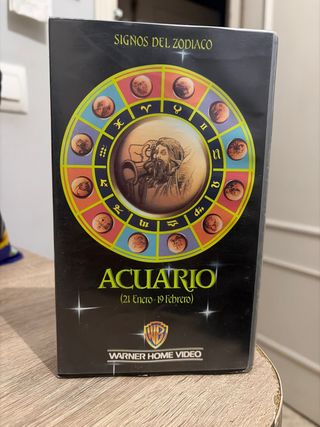 SIGNOS DEL ZODIACO
ACUARIO
(21 Enero - 19 Febrero)
WB
WARNER HOME VIDEO